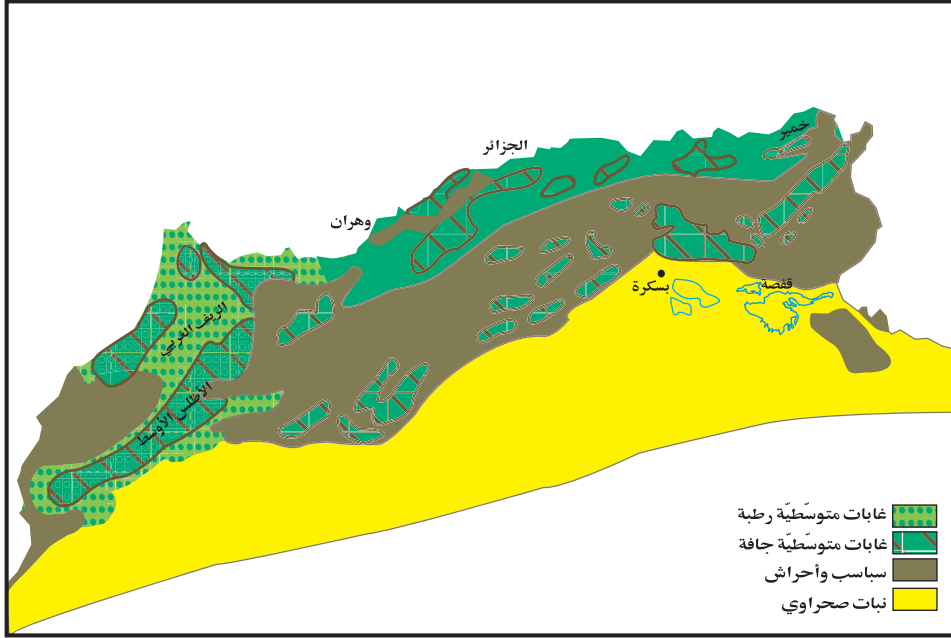 خمير
الجزائر
وهران
قفصة
بسكرة
الريف الغربي
الأطلس الأوسط
غابات متوسّطيّة رطبة
غابات متوسّطيّة جافة
سباسب وأحراش
نبات صحراوي